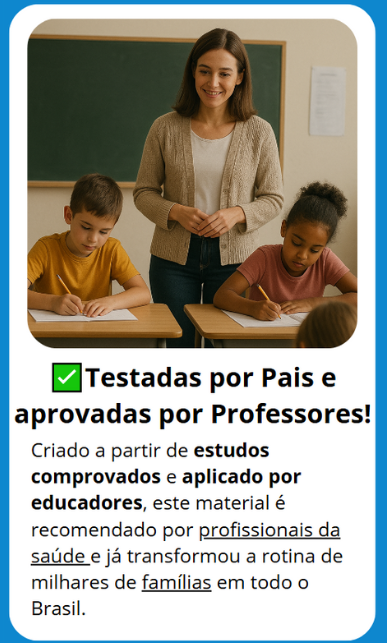 ✅Testadas por Pais e
aprovadas por Professores!
Criado a partir de estudos
comprovados e aplicado por
educadores, este material é
recomendado por profissionais da
saúde e já transformou a rotina de
milhares de famílias em todo o
Brasil.